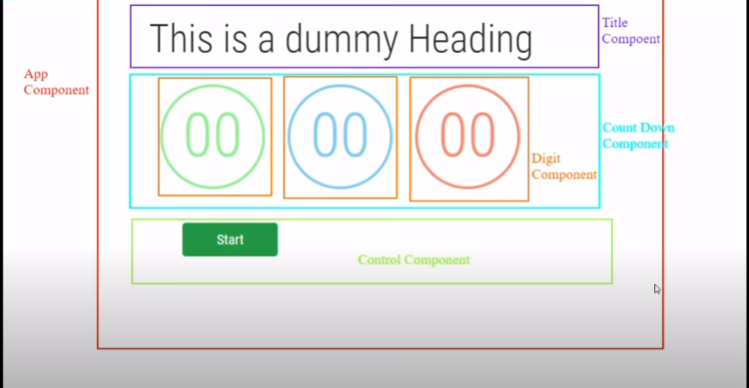 This is a dummy Heading
Title
Compoent
App
Component
00
00
00
Count Down
Component
Digit
Component
Start
Control Component